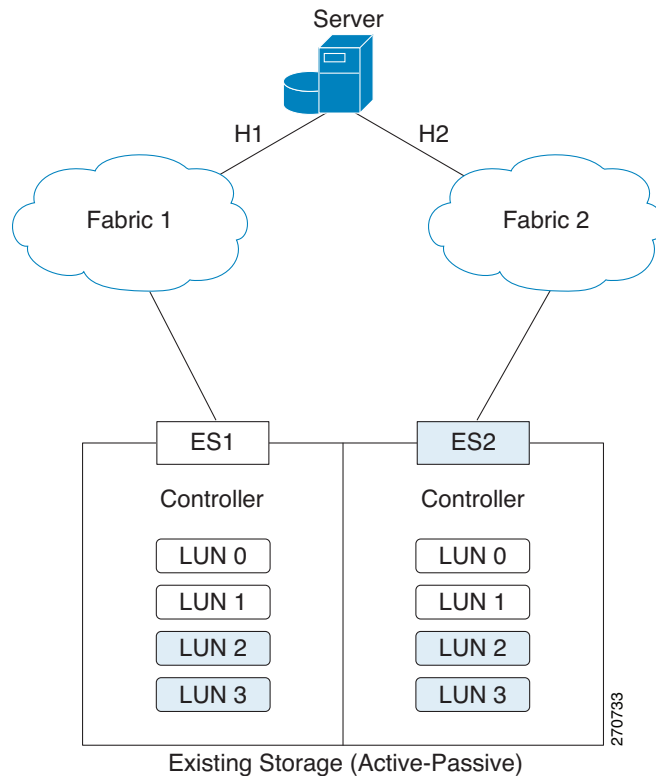 Server
H1
H2
Fabric 1
Fabric 2
ES1
ES2
Controller
Controller
LUN 0
LUN 0
LUN 1
LUN 1
LUN 2
LUN 2
LUN 3
LUN 3
270733
Existing Storage (Active-Passive)